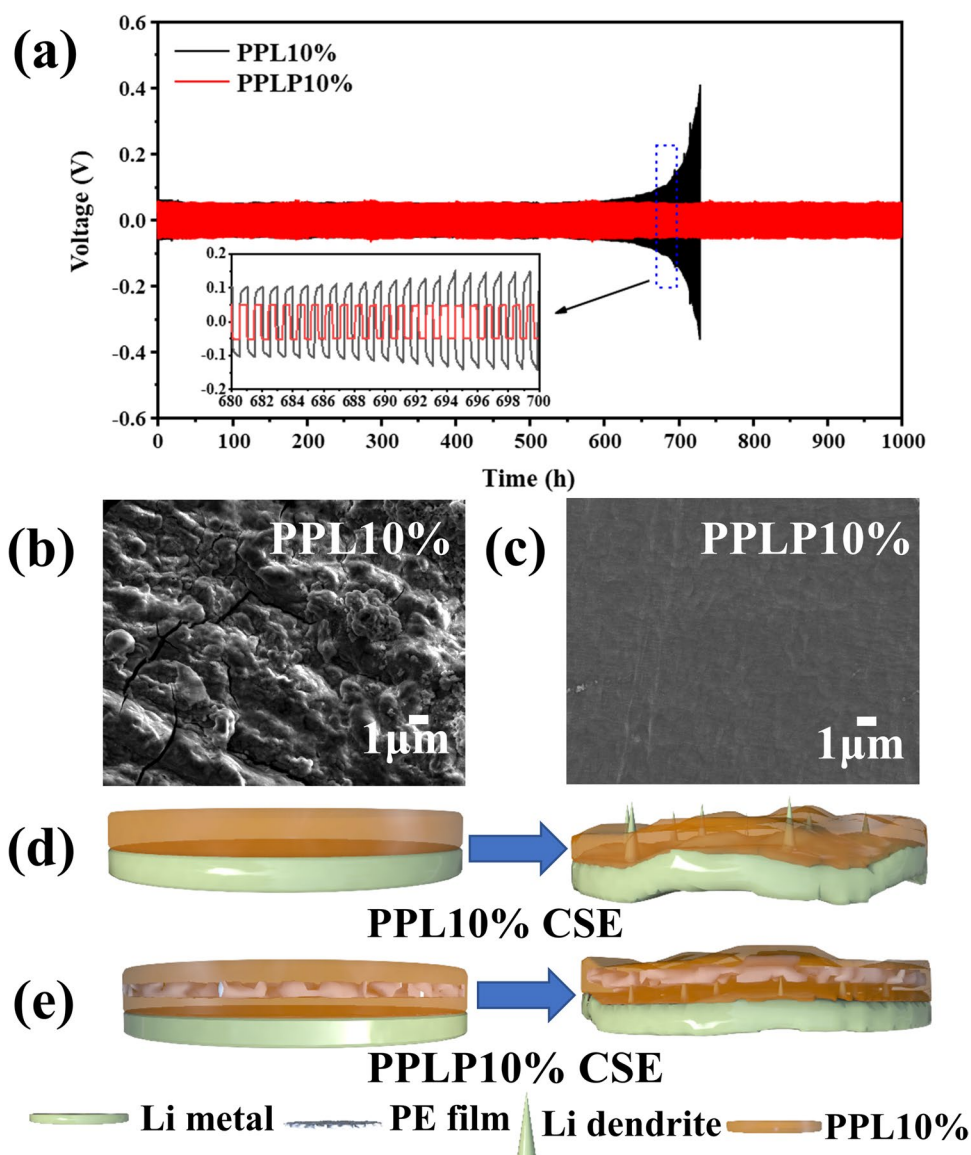 (a)
PPL10%
PPLP10%
Voltage (V)
0.6
0.4
0.2
0.0
-0.2
-0.4
-0.6
0.2
0.1
0.0
-0.1
-0.2
680 682 684 686 688 690 692 694 696 698 700
0 100 200 300 400 500 600 700 800 900 1000
Time (h)
(b)
PPL10%
1μm
(c)
PPLP10%
1μm
(d)
PPL10% CSE
(e)
PPLP10% CSE
Li metal PE film Li dendrite PPL10%